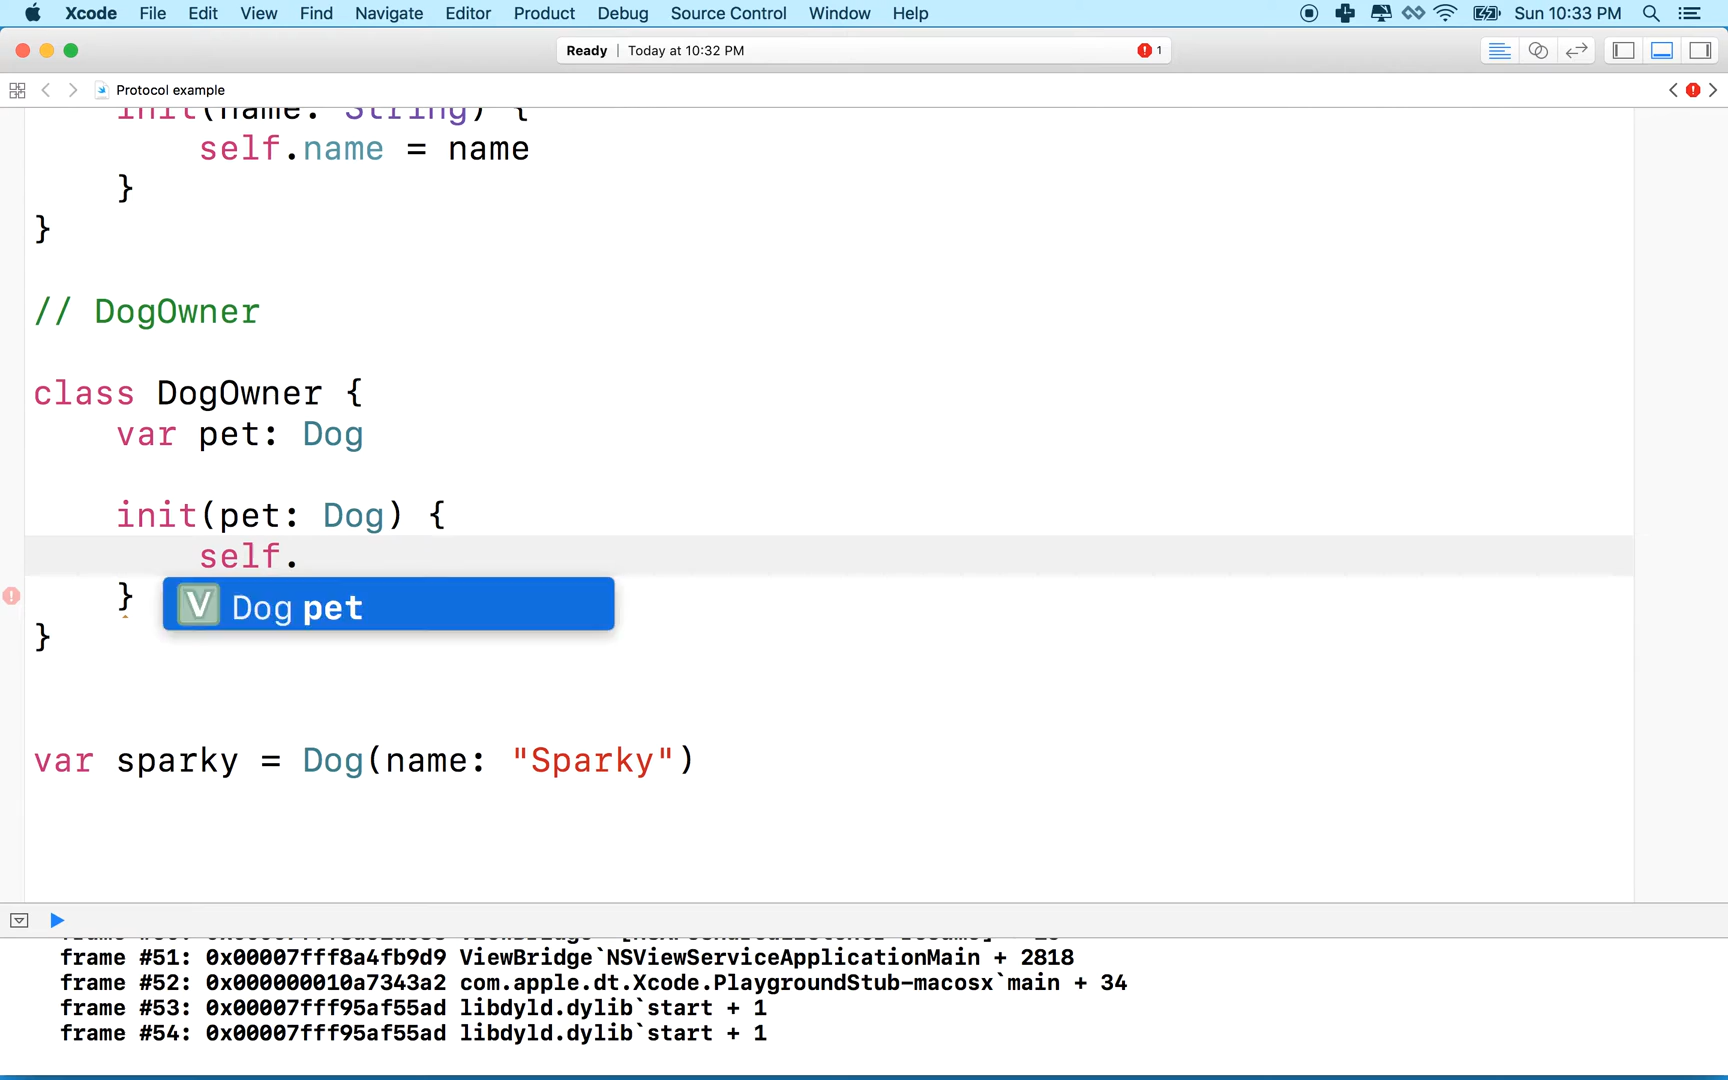 Xcode File Edit View Find Navigate Editor Product Debug Source Control Window Help Sun 10:33 PM
Ready | Today at 10:32 PM 1
Protocol example
init(name: String) {
self.name = name
}
}
// DogOwner
class DogOwner {
var pet: Dog
init(pet: Dog) {
self.
}
V Dog pet
}
var sparky = Dog(name: "Sparky")
frame #51: 0x00007fff8a4fb9d9 ViewBridge`NSViewServiceApplicationMain + 2818
frame #52: 0x000000010a7343a2 com.apple.dt.Xcode.PlaygroundStub-macosx`main + 34
frame #53: 0x00007fff95af55ad libdyld.dylib`start + 1
frame #54: 0x00007fff95af55ad libdyld.dylib`start + 1